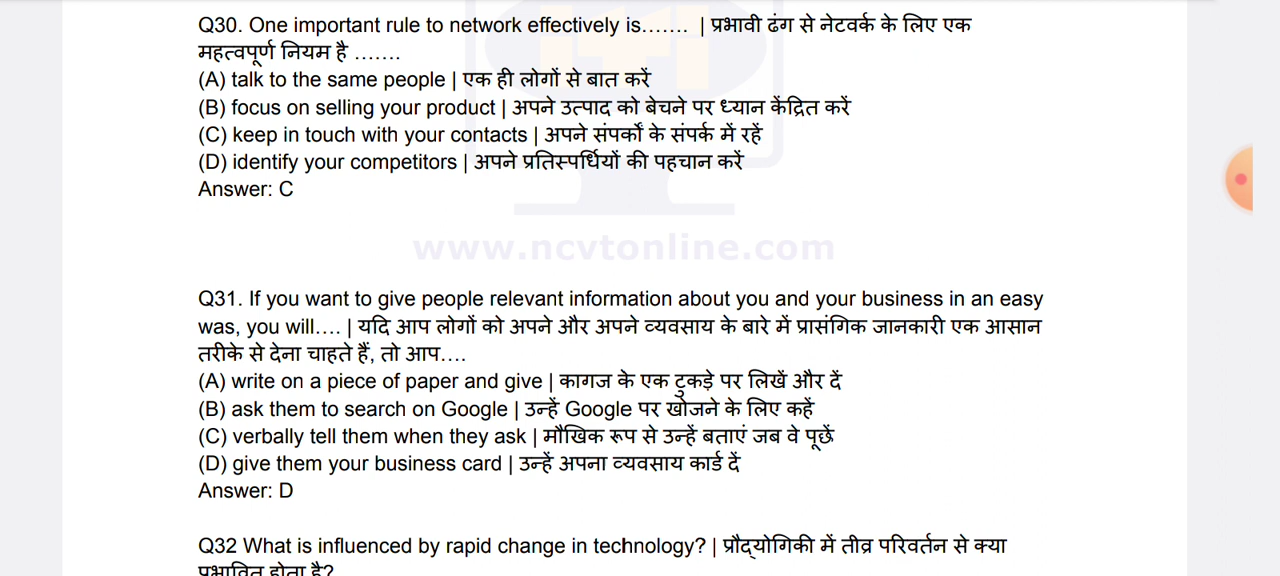 Q30. One important rule to network effectively is……. | प्रभावी ढंग से नेटवर्क के लिए एक
महत्वपूर्ण नियम है …….
(A) talk to the same people | एक ही लोगों से बात करें
(B) focus on selling your product | अपने उत्पाद को बेचने पर ध्यान केंद्रित करें
(C) keep in touch with your contacts | अपने संपर्कों के संपर्क में रहें
(D) identify your competitors | अपने प्रतिस्पर्धियों की पहचान करें
Answer: C
www.ncvtonline.com
Q31. If you want to give people relevant information about you and your business in an easy
was, you will…. | यदि आप लोगों को अपने और अपने व्यवसाय के बारे में प्रासंगिक जानकारी एक आसान
तरीके से देना चाहते हैं, तो आप….
(A) write on a piece of paper and give | कागज के एक टुकड़े पर लिखें और दें
(B) ask them to search on Google | उन्हें Google पर खोजने के लिए कहें
(C) verbally tell them when they ask | मौखिक रूप से उन्हें बताएं जब वे पूछें
(D) give them your business card | उन्हें अपना व्यवसाय कार्ड दें
Answer: D
Q32 What is influenced by rapid change in technology? | प्रौद्योगिकी में तीव्र परिवर्तन से क्या
प्रभावित होता है?